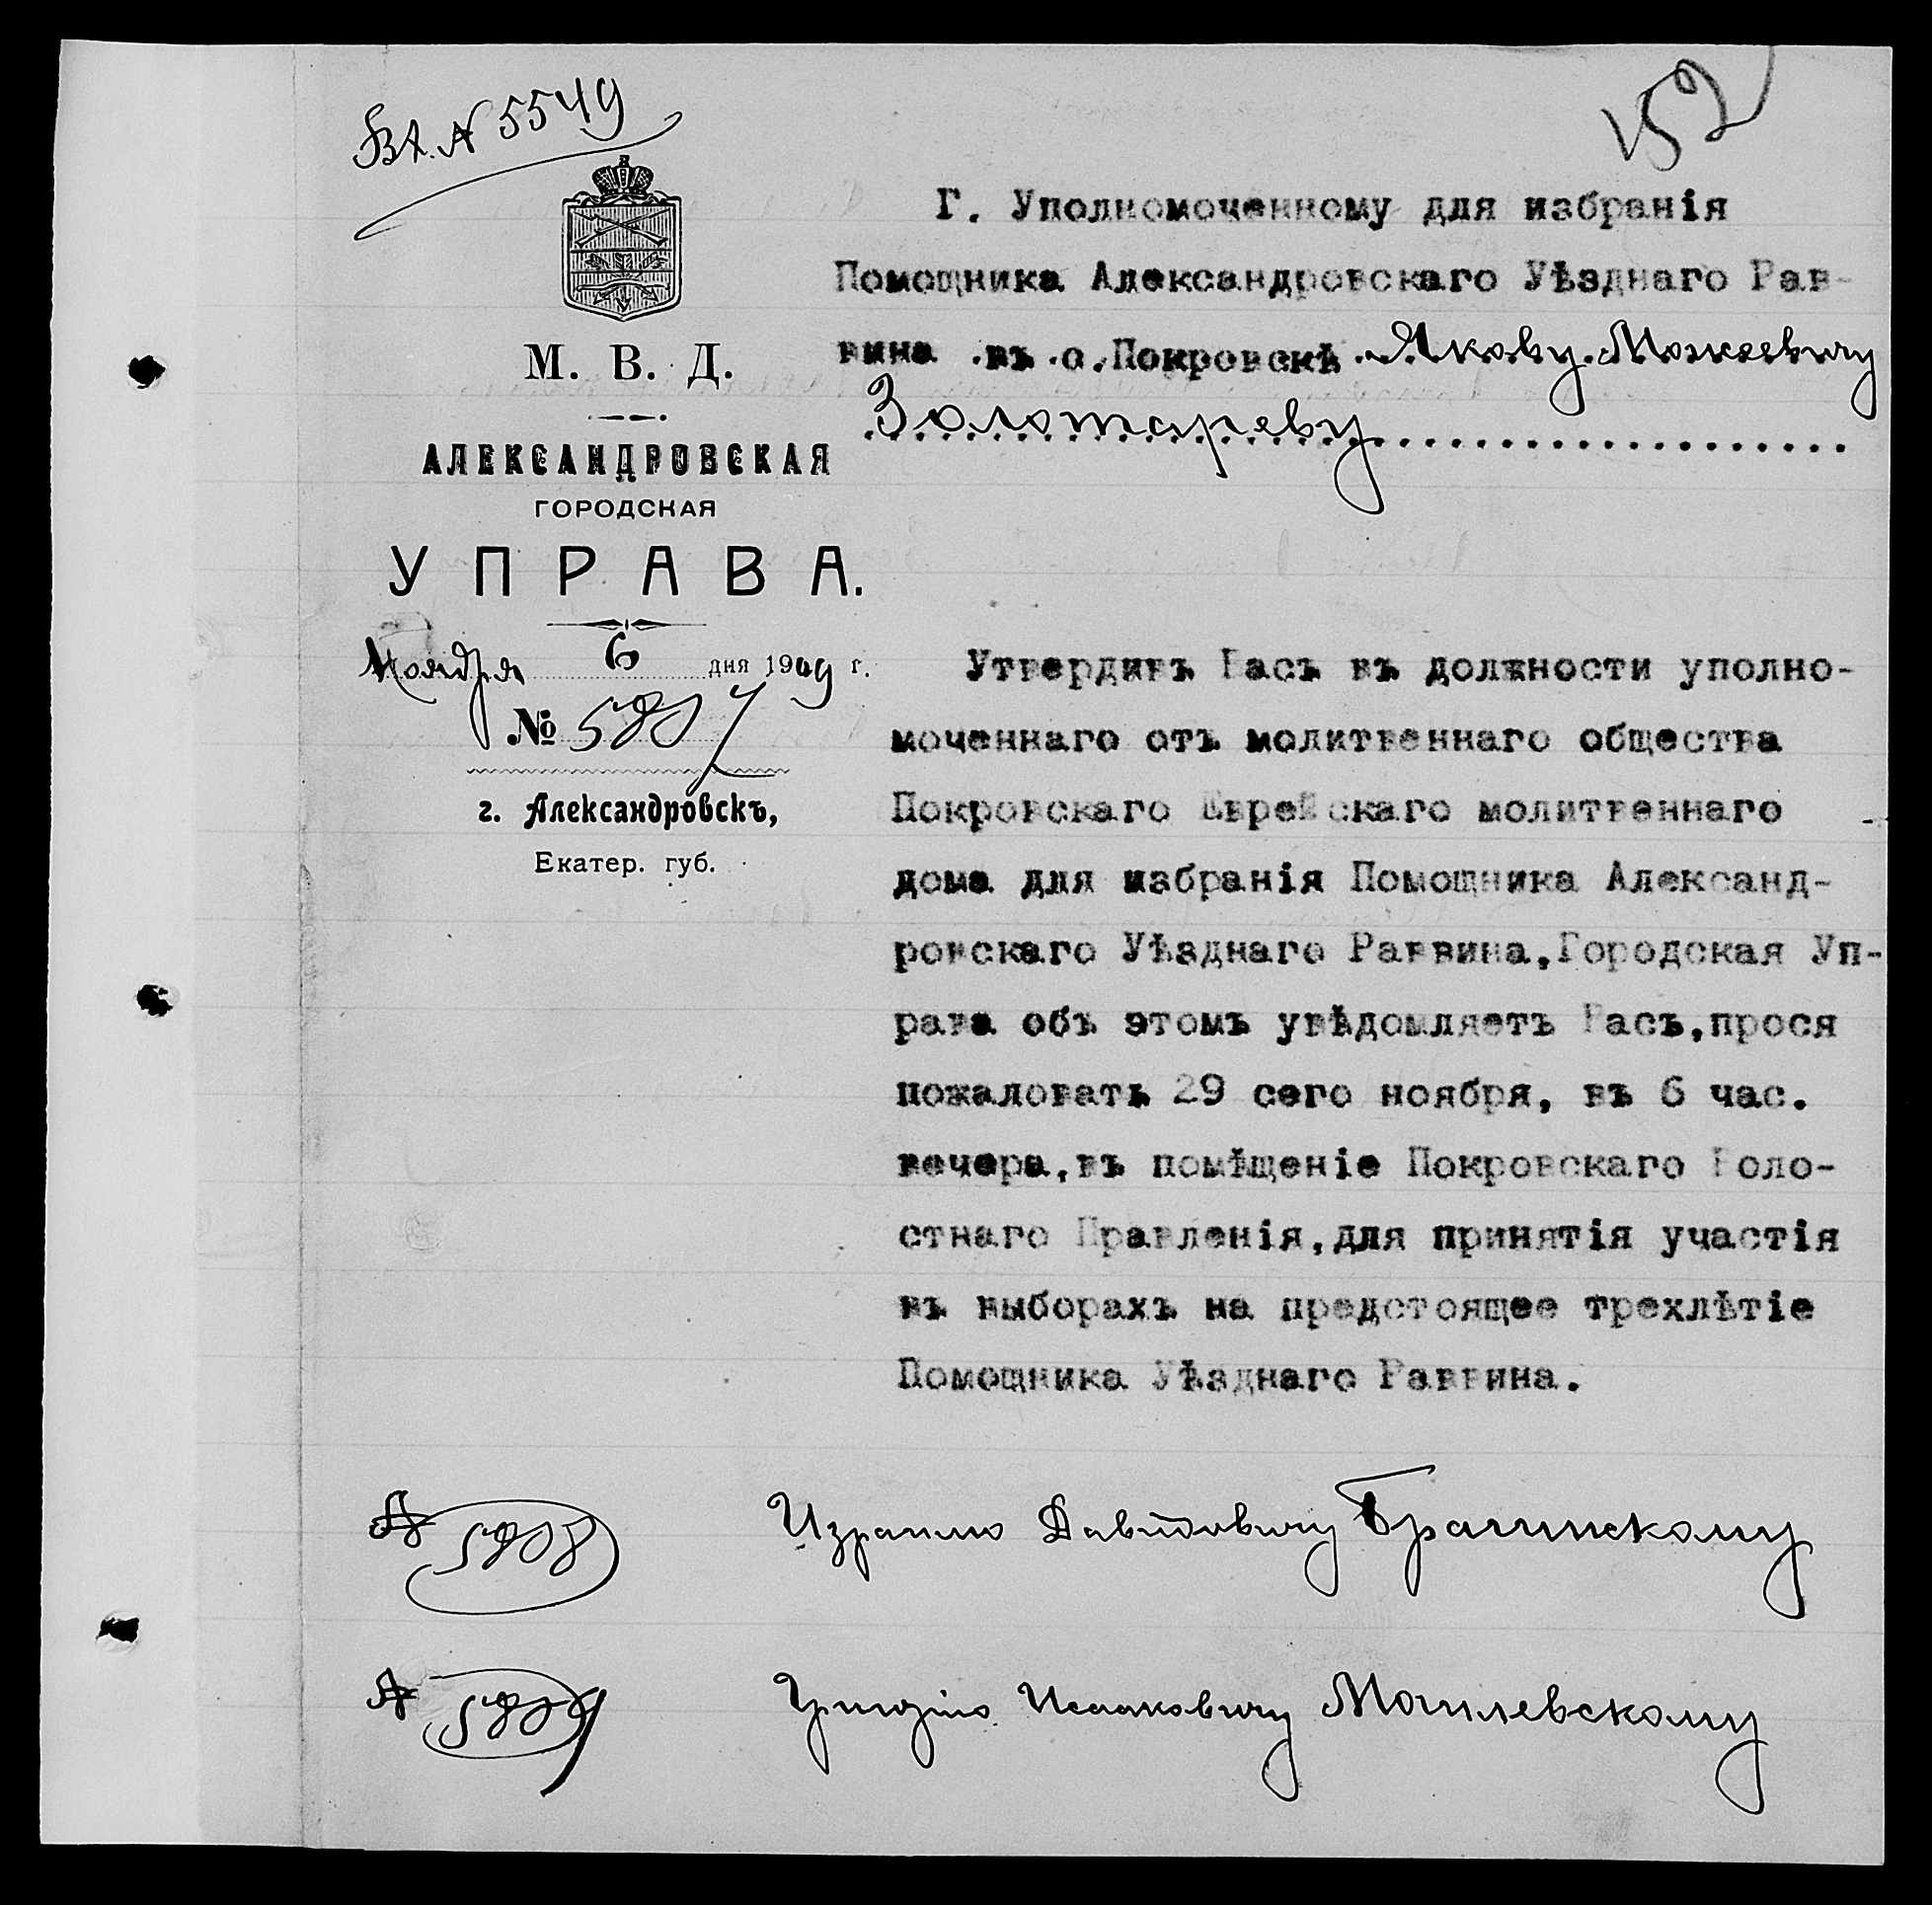 Вх. № 5549
152
М. В. Д.
АЛЕКСАНДРОВСКАЯ
ГОРОДСКАЯ
УПРАВА.
Ноября 6 дня 1909 г.
№ 5807
г. Александровскъ,
Екатер. губ.
Г. Уполномоченному для избранія
Помощника Александровскаго Уѣзднаго Рав-
вина въ с. Покровскѣ Якову Моисеевичу
Золотареву
Утвердивъ Васъ въ должности уполно-
моченнаго отъ молитвеннаго общества
Покровскаго Еврейскаго молитвеннаго
дома для избранія Помощника Александ-
ровскаго Уѣзднаго Раввина, Городская Уп-
рава объ этомъ увѣдомляетъ Васъ, прося
пожаловать 29 сего ноября, въ 6 час.
вечера, въ помѣщеніе Покровскаго Воло-
стнаго Правленія, для принятія участія
въ выборахъ на предстоящее трехлѣтіе
Помощника Уѣзднаго Раввина.
№ 5808 Израилю Давидовичу Брагинскому
№ 5809 Исааковичу Могилевскому